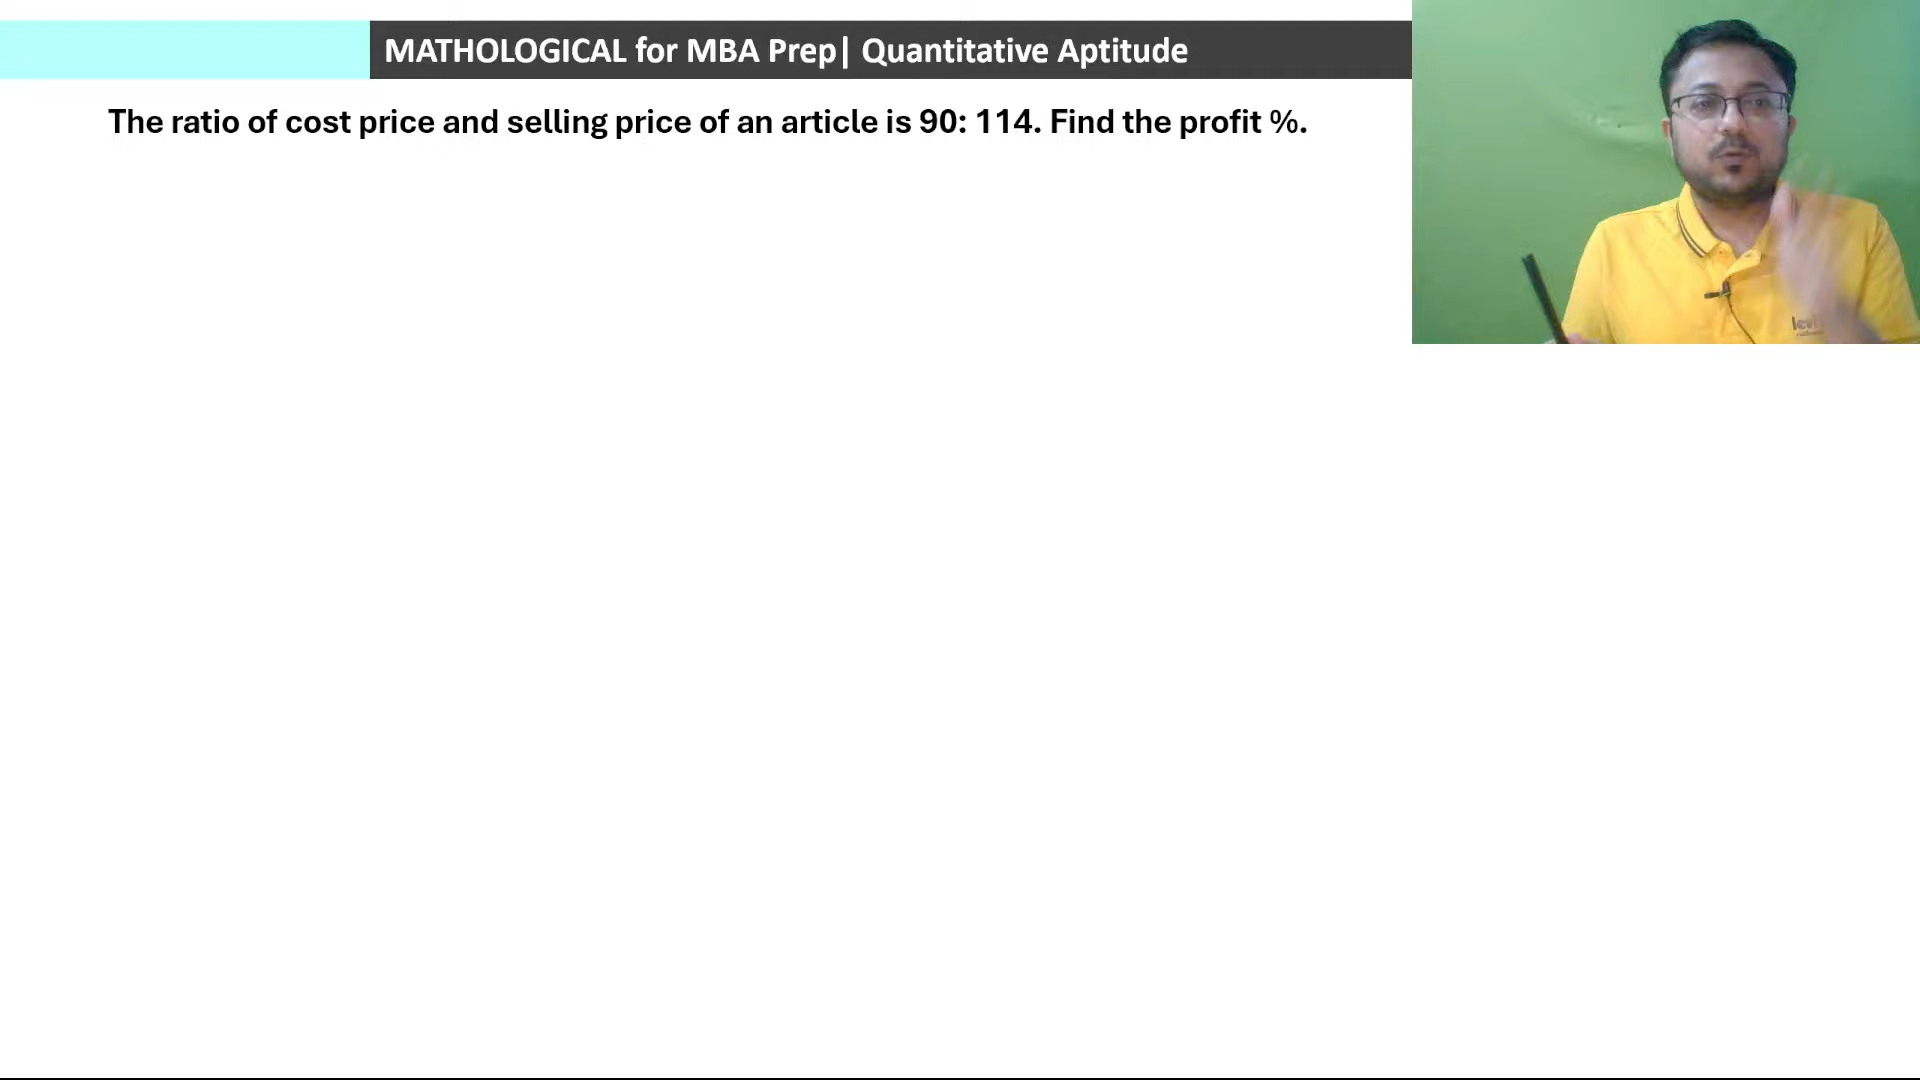 MATHOLOGICAL for MBA Prep| Quantitative Aptitude
The ratio of cost price and selling price of an article is 90: 114. Find the profit %.